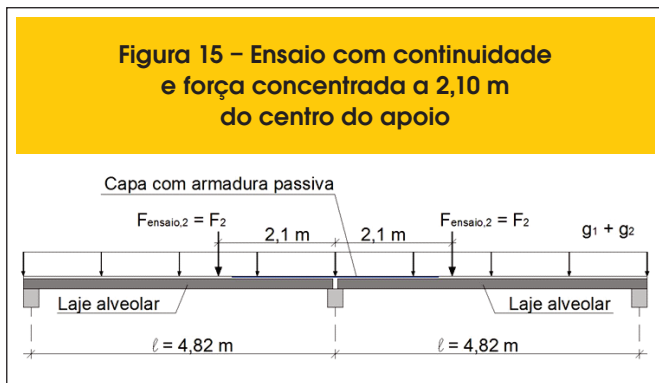 Figura 15 – Ensaio com continuidade
e força concentrada a 2,10 m
do centro do apoio
Capa com armadura passiva
Fensaio,2 = F2
Fensaio,2 = F2
g1 + g2
2,1 m
2,1 m
Laje alveolar
Laje alveolar
ℓ = 4,82 m
ℓ = 4,82 m